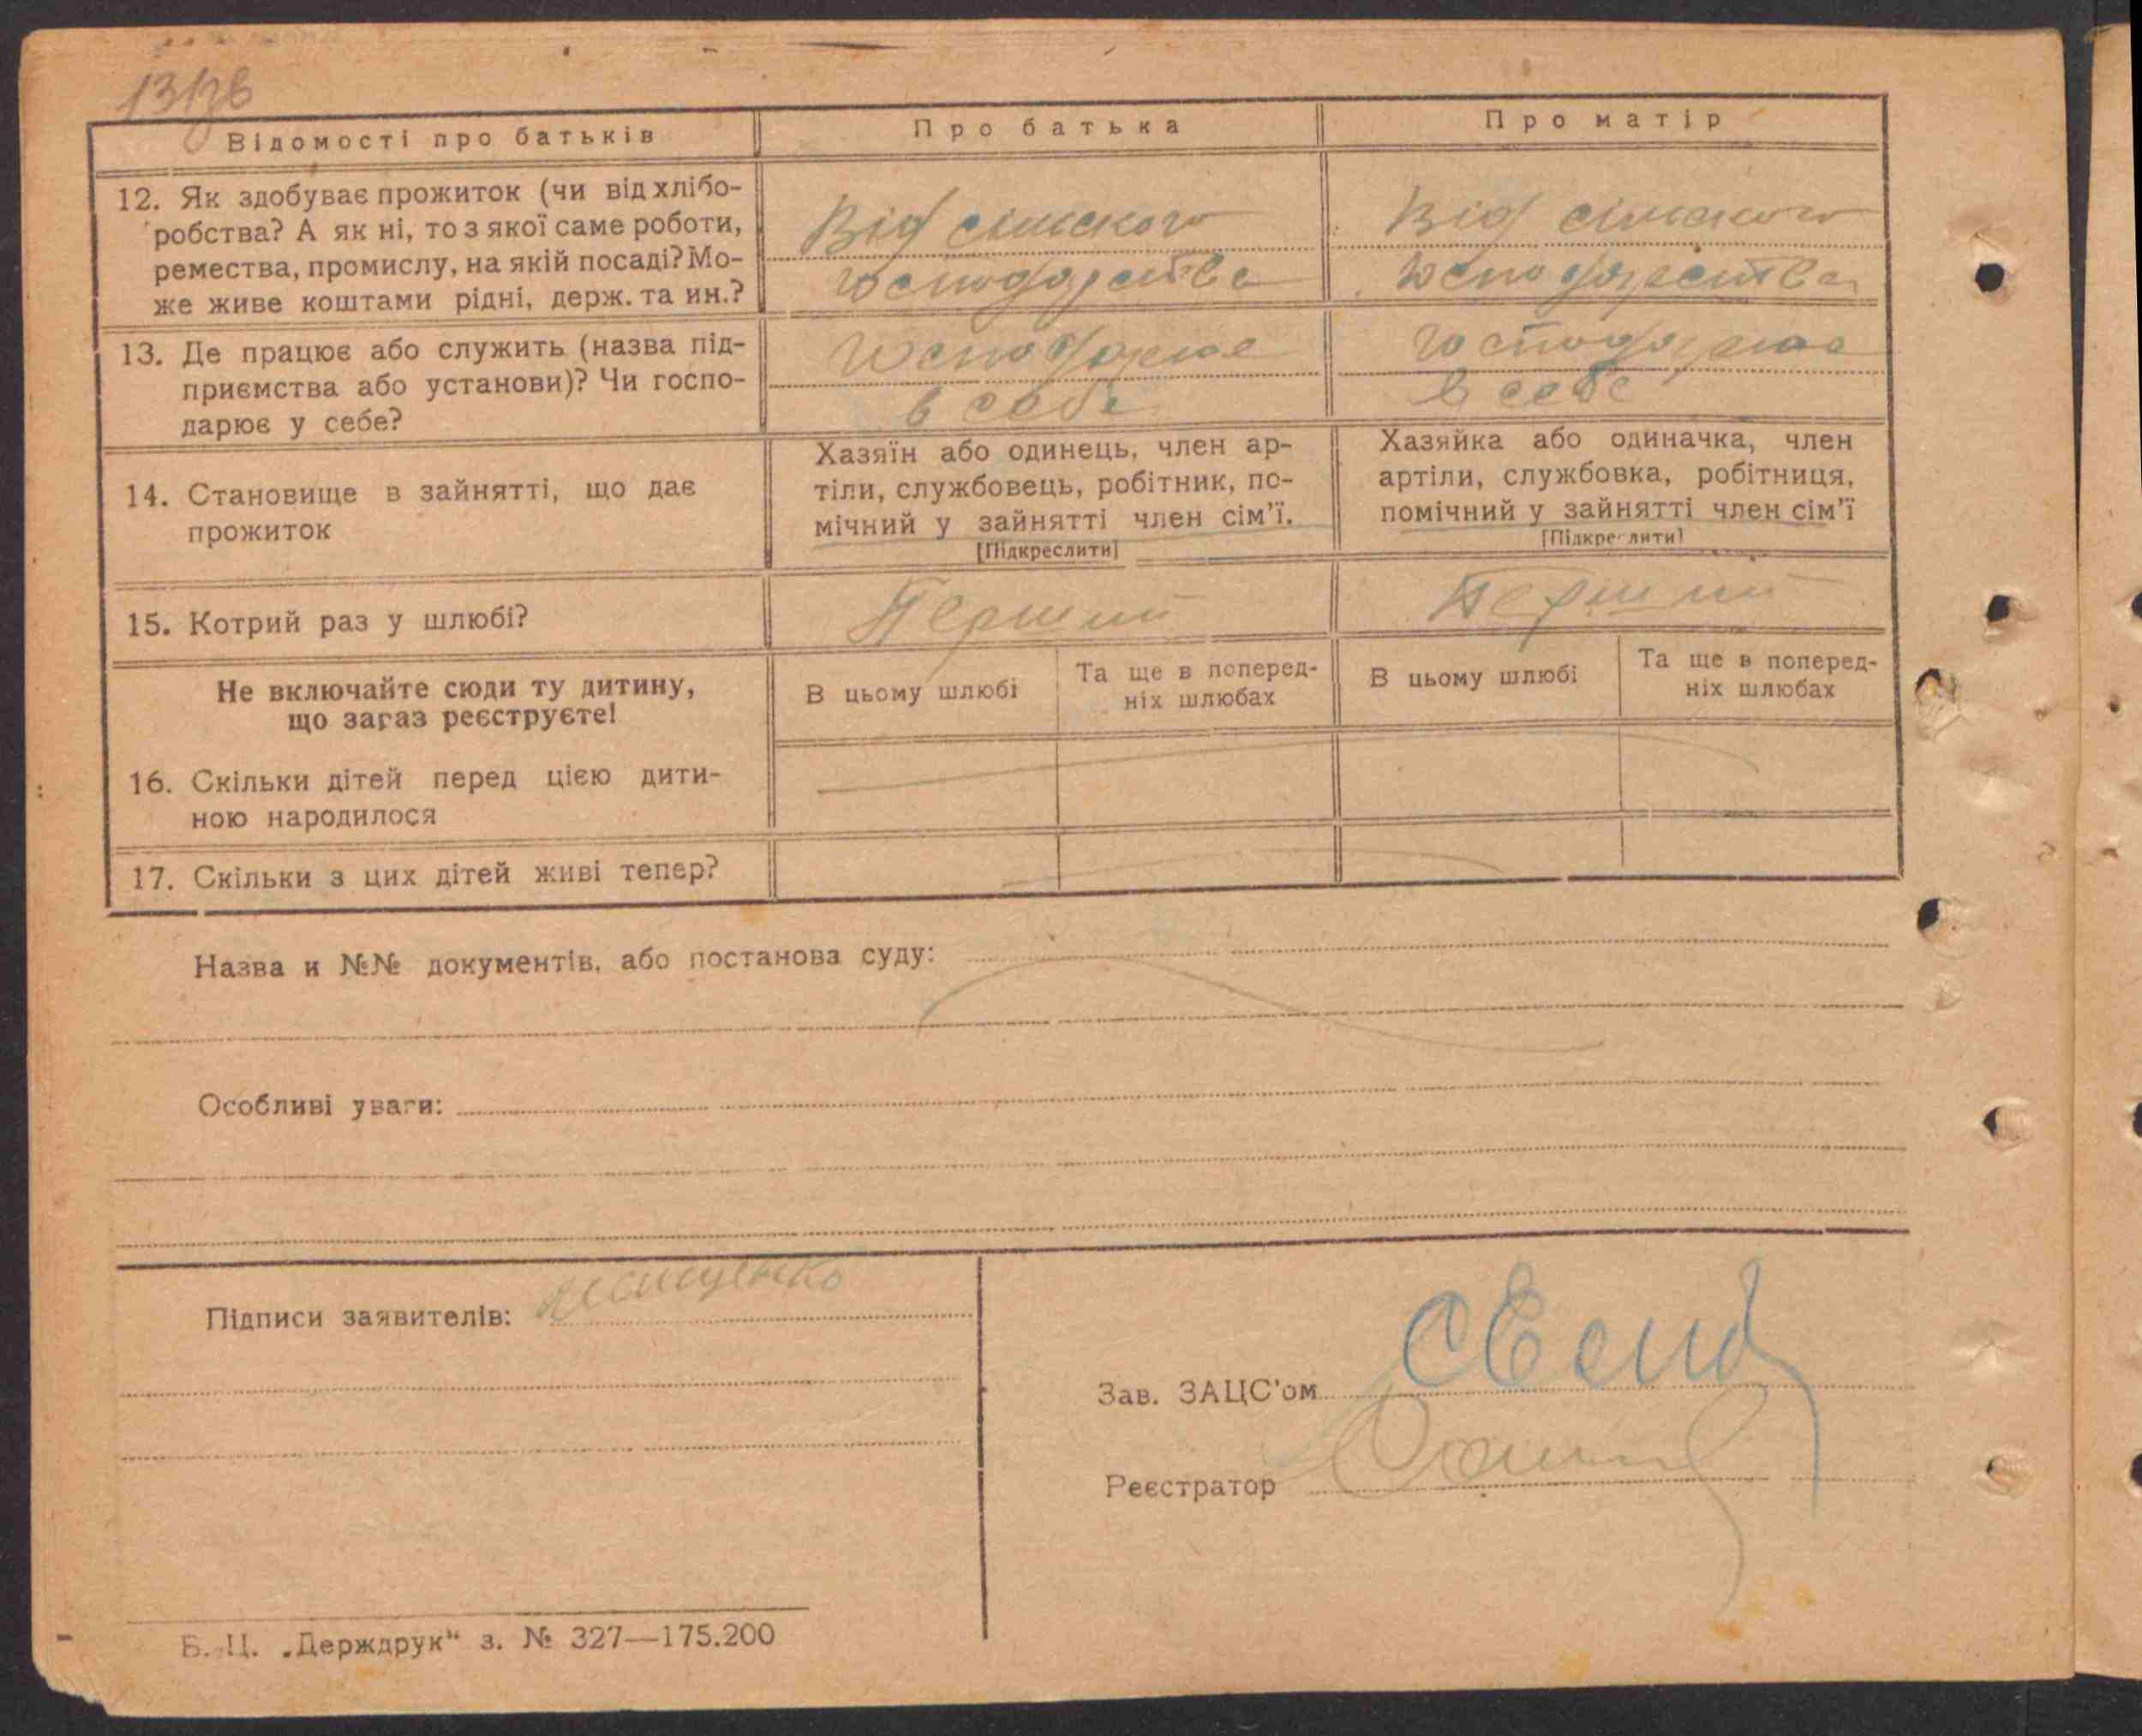 131зв
Відомості про батьків
Про батька
Про матір
12. Як здобуває прожиток (чи від хлібо-
робства? А як ні, то з якої саме роботи,
ремества, промислу, на якій посаді? Мо-
же живе коштами рідні, держ. та ин.?
Від сільського
господарства
Від сільського
господарства
13. Де працює або служить (назва під-
приємства або установи)? Чи госпо-
дарює у себе?
Господарює
в себе
господарює
в себе
14. Становище в зайнятті, що дає
прожиток
Хазяїн або одинець, член ар-
тіли, службовець, робітник, по-
мічний у зайнятті член сім'ї.
[Підкреслити]
Хазяйка або одиначка, член
артіли, службовка, робітниця,
помічний у зайнятті член сім'ї
[Підкреслити]
15. Котрий раз у шлюбі?
Перший
Перший
Не включайте сюди ту дитину,
що зараз реєструєте!
В цьому шлюбі
Та ще в поперед-
ніх шлюбах
В цьому шлюбі
Та ще в поперед-
ніх шлюбах
16. Скільки дітей перед цією дити-
ною народилося
17. Скільки з цих дітей живі тепер?
Назва и №№ документів, або постанова суду:
Особливі уваги:
Підписи заявителів:
Зав. ЗАЦС'ом
Реєстратор
Б. Ц. „Держдрук“ з. № 327—175.200